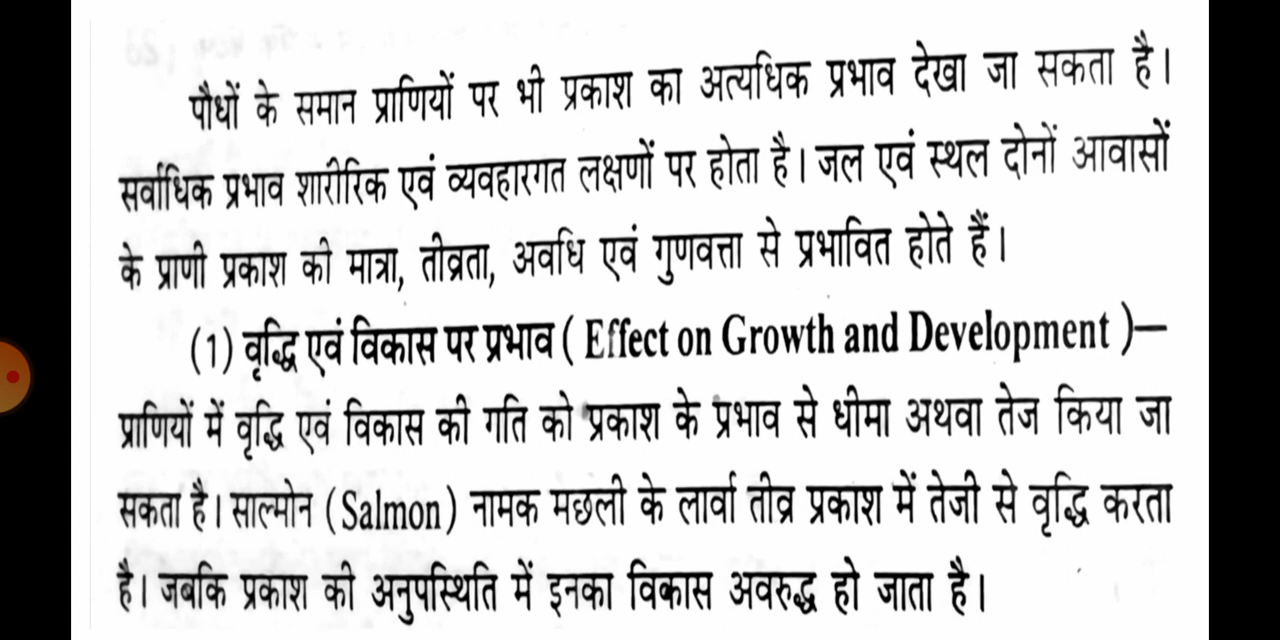 पौधों के समान प्राणियों पर भी प्रकाश का अत्यधिक प्रभाव देखा जा सकता है।
सर्वाधिक प्रभाव शारीरिक एवं व्यवहारगत लक्षणों पर होता है। जल एवं स्थल दोनों आवासों
के प्राणी प्रकाश की मात्रा, तीव्रता, अवधि एवं गुणवत्ता से प्रभावित होते हैं।
(1) वृद्धि एवं विकास पर प्रभाव ( Effect on Growth and Development )—
प्राणियों में वृद्धि एवं विकास की गति को प्रकाश के प्रभाव से धीमा अथवा तेज किया जा
सकता है। साल्मोन (Salmon) नामक मछली के लार्वा तीव्र प्रकाश में तेजी से वृद्धि करता
है। जबकि प्रकाश की अनुपस्थिति में इनका विकास अवरुद्ध हो जाता है।